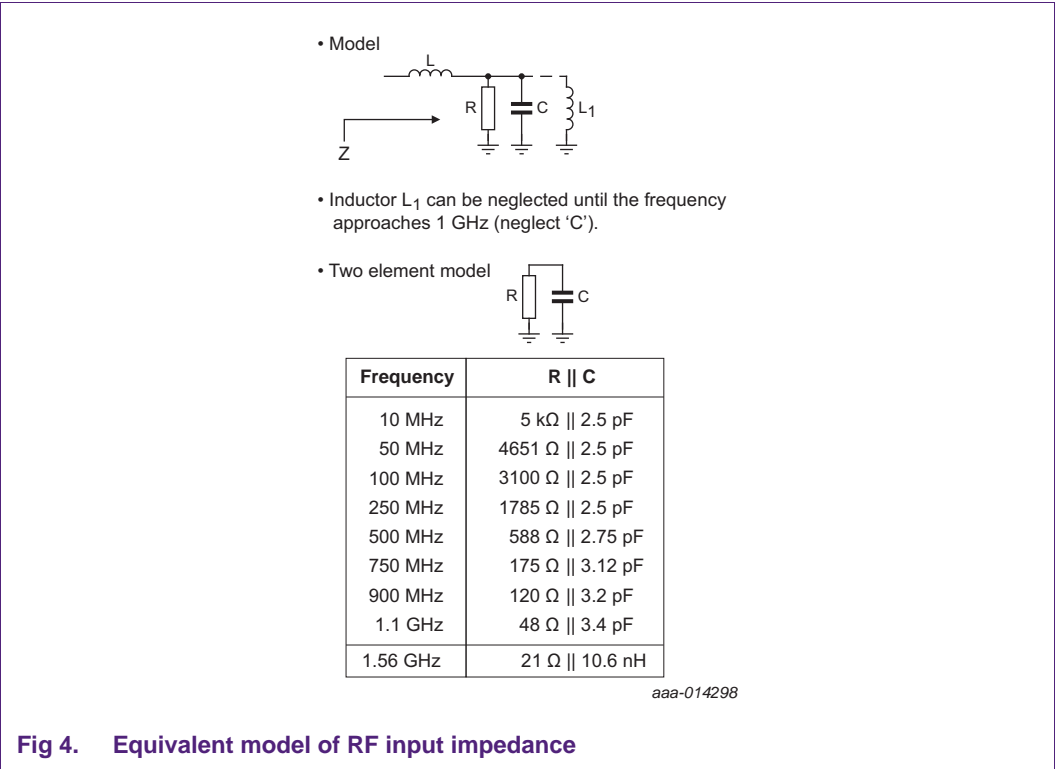 • Model
L
R
C
L1
Z
• Inductor L1 can be neglected until the frequency
approaches 1 GHz (neglect ‘C’).
• Two element model
R
C
Frequency R || C
10 MHz 5 kΩ || 2.5 pF
50 MHz 4651 Ω || 2.5 pF
100 MHz 3100 Ω || 2.5 pF
250 MHz 1785 Ω || 2.5 pF
500 MHz 588 Ω || 2.75 pF
750 MHz 175 Ω || 3.12 pF
900 MHz 120 Ω || 3.2 pF
1.1 GHz 48 Ω || 3.4 pF
1.56 GHz 21 Ω || 10.6 nH
aaa-014298
Fig 4. Equivalent model of RF input impedance